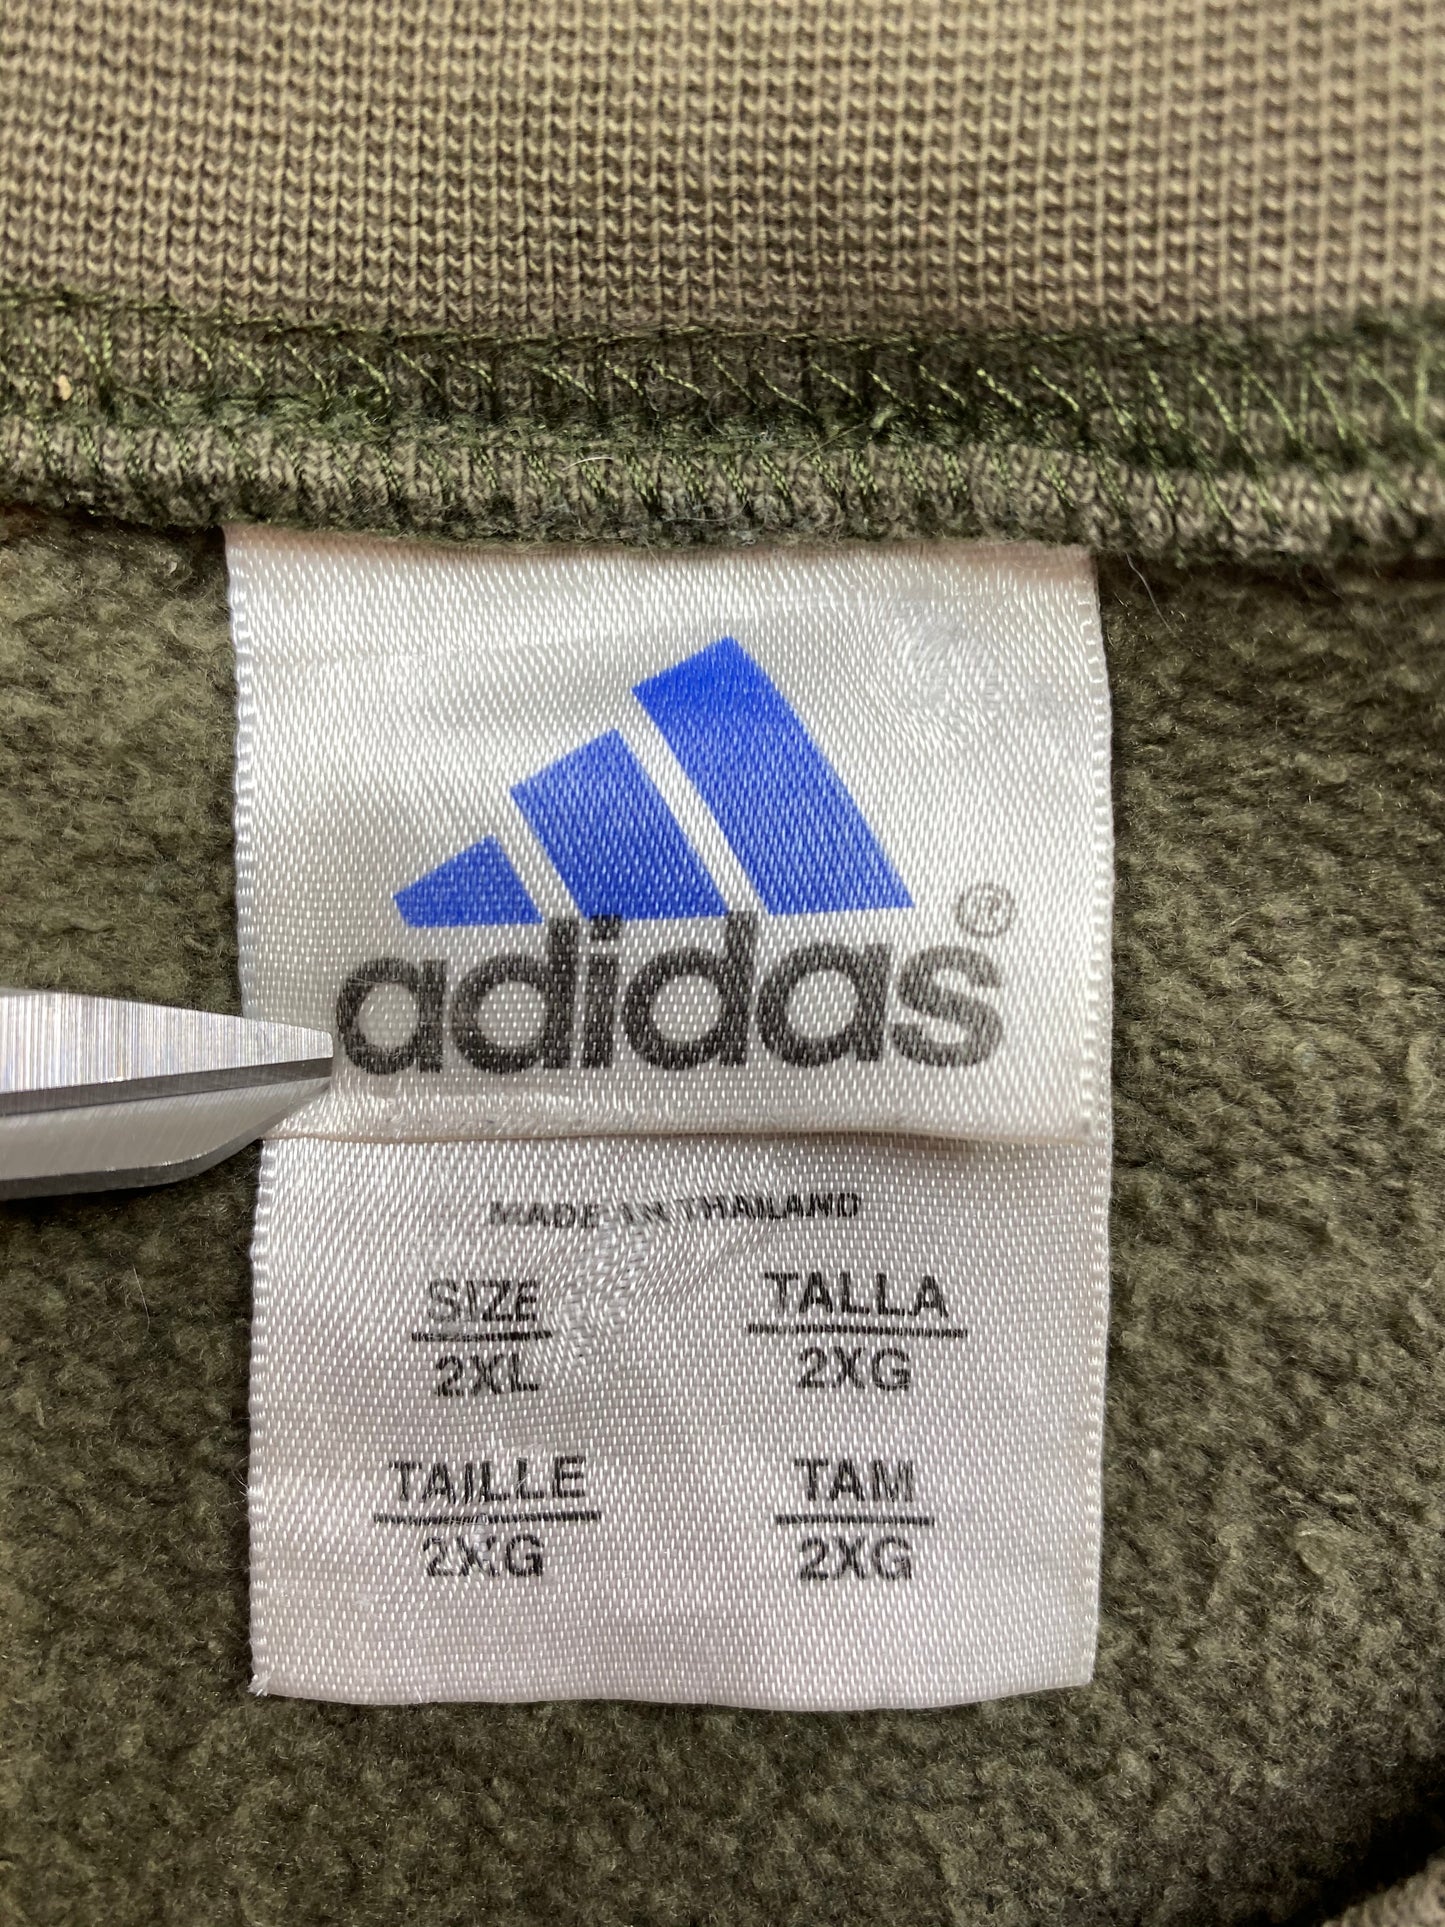 adidas®
MADE IN THAILAND
SIZE TALLA
2XL 2XG
TAILLE TAM
2XG 2XG